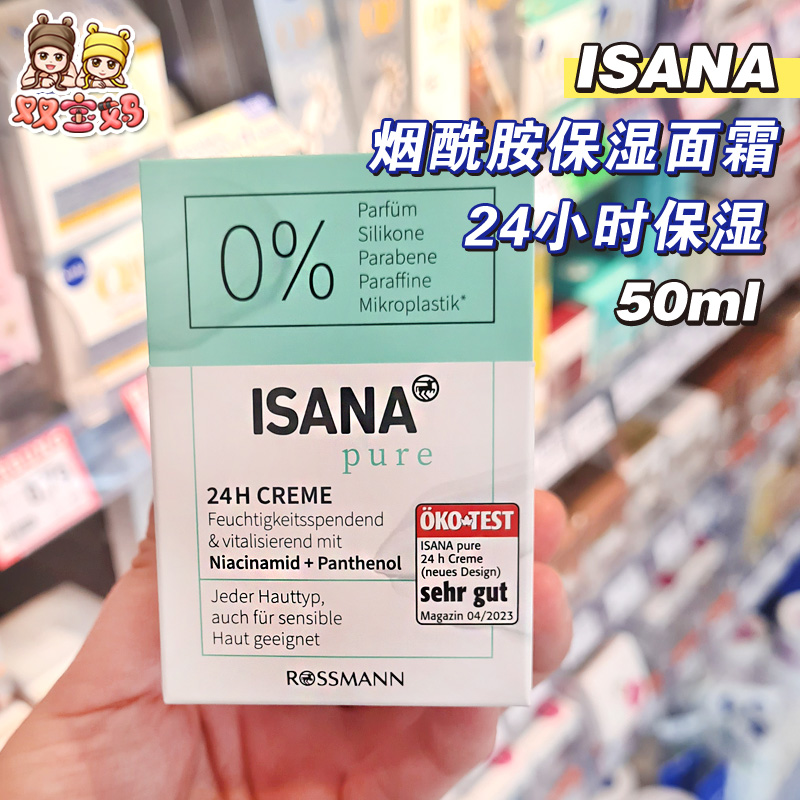 双宝妈
ISANA
烟酰胺保湿面霜
24小时保湿
50ml
0%
Parfüm
Silikone
Parabene
Paraffine
Mikroplastik*
ISANA
pure
24H CREME
Feuchtigkeitsspendend
& vitalisierend mit
Niacinamid + Panthenol
Jeder Hauttyp,
auch für sensible
Haut geeignet
ÖKO TEST
ISANA pure
24 h Creme
(neues Design)
sehr gut
Magazin 04/2023
ROSSMANN